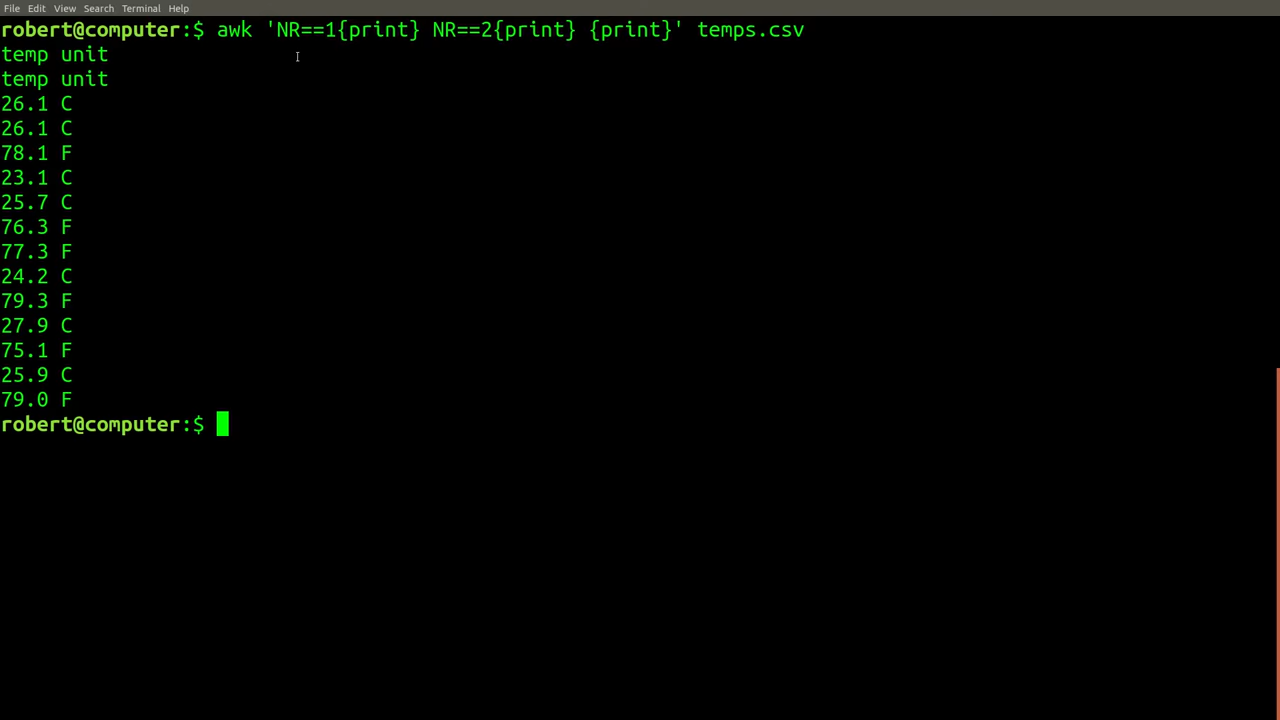 File Edit View Search Terminal Help
robert@computer:$ awk 'NR==1{print} NR==2{print} {print}' temps.csv
temp unit
temp unit
26.1 C
26.1 C
78.1 F
23.1 C
25.7 C
76.3 F
77.3 F
24.2 C
79.3 F
27.9 C
75.1 F
25.9 C
79.0 F
robert@computer:$